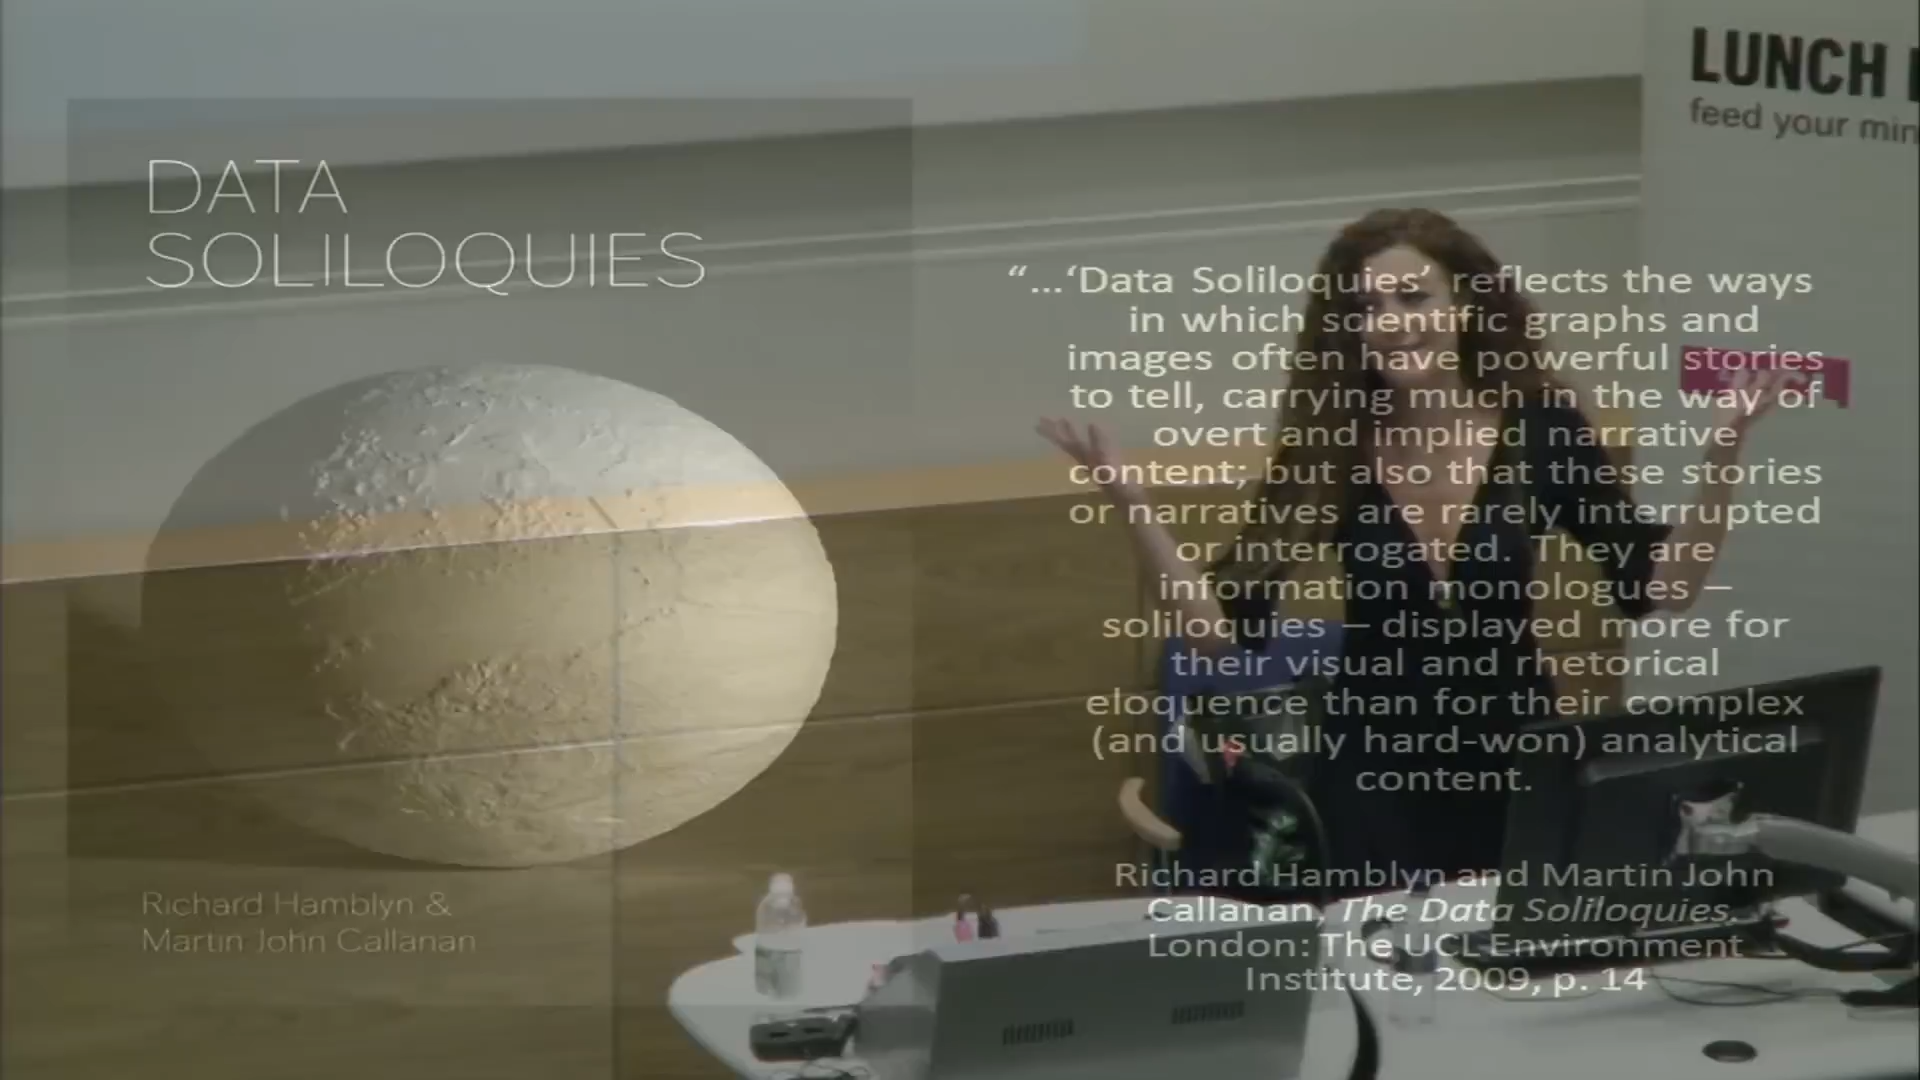 LUNCH
feed your min
DATA
SOLILOQUIES
Richard Hamblyn &
Martin John Callanan
“...‘Data Soliloquies’ reflects the ways
in which scientific graphs and
images often have powerful stories
to tell, carrying much in the way of
overt and implied narrative
content; but also that these stories
or narratives are rarely interrupted
or interrogated. They are
information monologues –
soliloquies – displayed more for
their visual and rhetorical
eloquence than for their complex
(and usually hard-won) analytical
content.
Richard Hamblyn and Martin John
Callanan, The Data Soliloquies.
London: The UCL Environment
Institute, 2009, p. 14